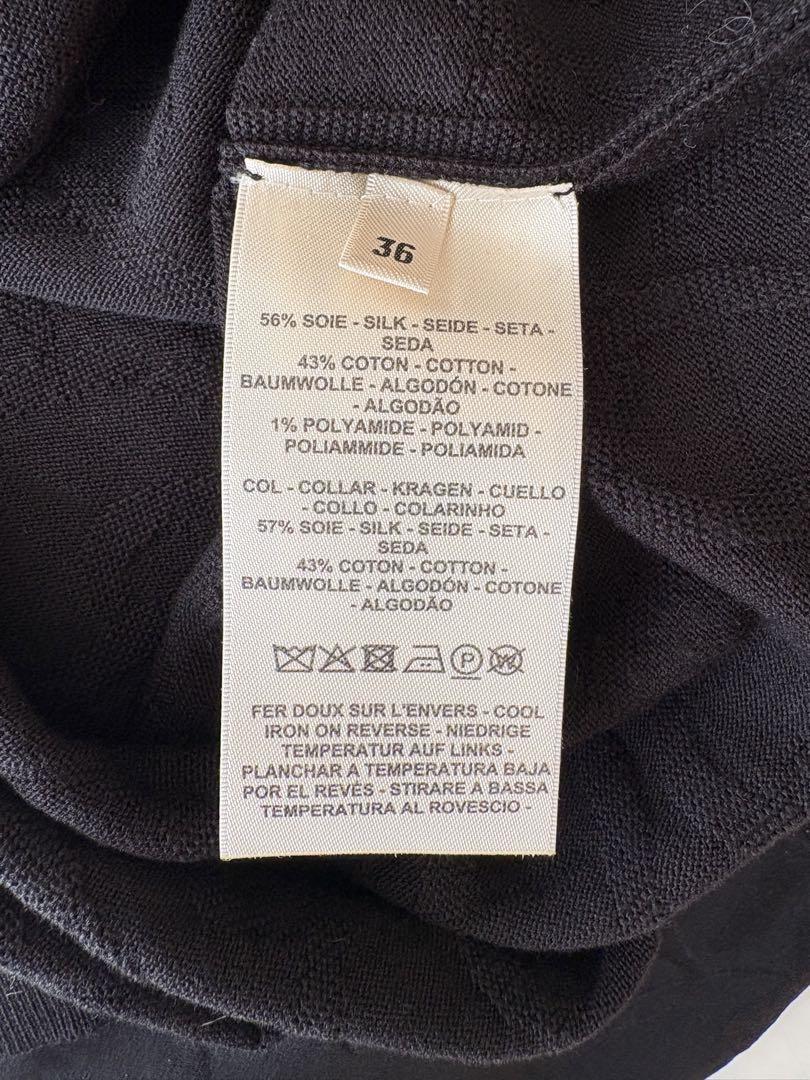 36
56% SOIE - SILK - SEIDE - SETA -
SEDA
43% COTON - COTTON -
BAUMWOLLE - ALGODÓN - COTONE
- ALGODÃO
1% POLYAMIDE - POLYAMID -
POLIAMMIDE - POLIAMIDA
COL - COLLAR - KRAGEN - CUELLO
- COLLO - COLARINHO
57% SOIE - SILK - SEIDE - SETA -
SEDA
43% COTON - COTTON -
BAUMWOLLE - ALGODÓN - COTONE
- ALGODÃO
P W
FER DOUX SUR L'ENVERS - COOL
IRON ON REVERSE - NIEDRIGE
TEMPERATUR AUF LINKS -
PLANCHAR A TEMPERATURA BAJA
POR EL REVÉS - STIRARE A BASSA
TEMPERATURA AL ROVESCIO -